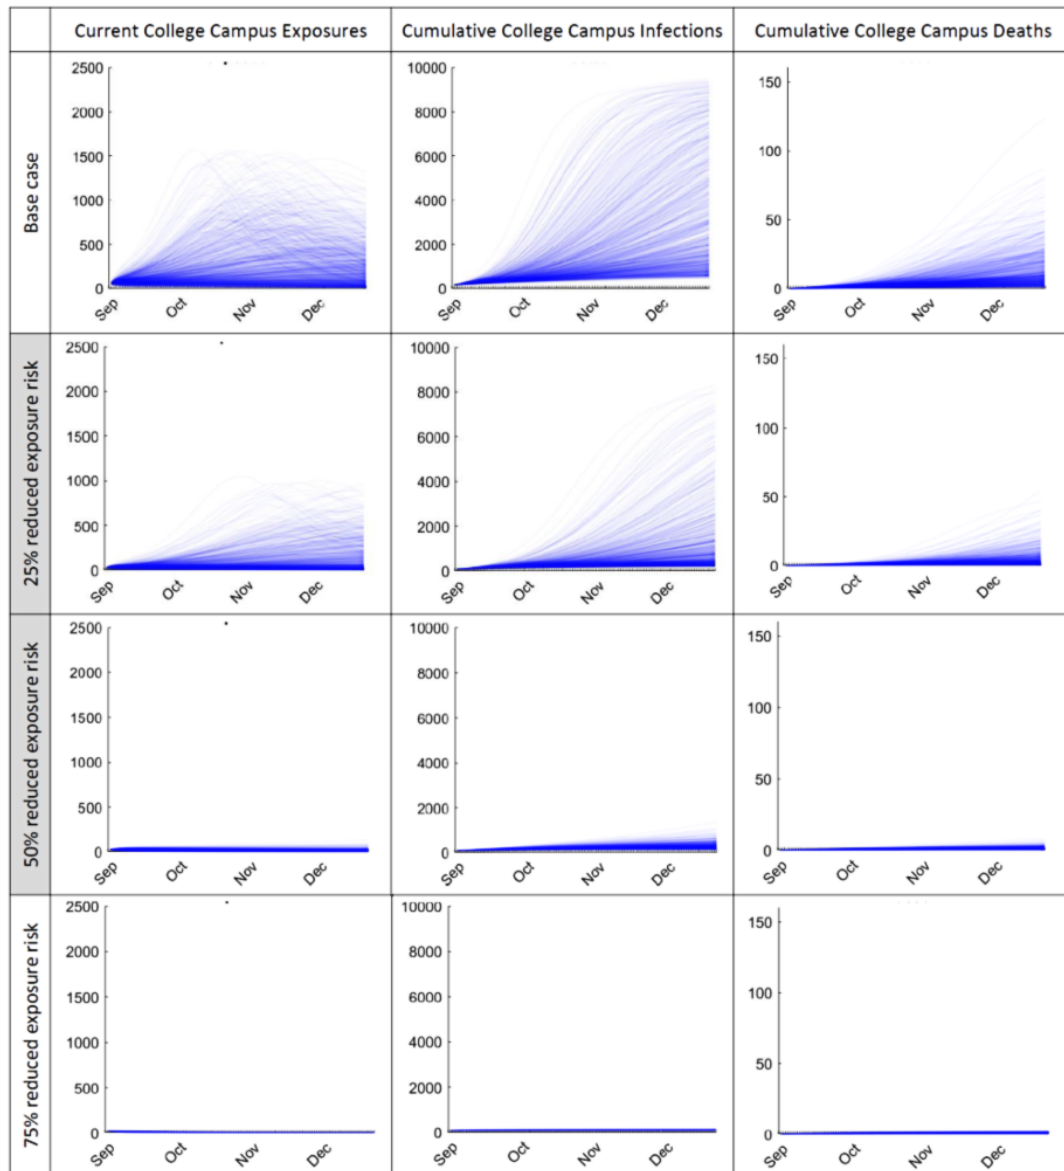 Current College Campus Exposures
Cumulative College Campus Infections
Cumulative College Campus Deaths
Base case
2500
2000
1500
1000
500
0
Sep
Oct
Nov
Dec
10000
8000
6000
4000
2000
0
Sep
Oct
Nov
Dec
150
100
50
0
Sep
Oct
Nov
Dec
25% reduced exposure risk
2500
2000
1500
1000
500
0
Sep
Oct
Nov
Dec
10000
8000
6000
4000
2000
0
Sep
Oct
Nov
Dec
150
100
50
0
Sep
Oct
Nov
Dec
50% reduced exposure risk
2500
2000
1500
1000
500
0
Sep
Oct
Nov
Dec
10000
8000
6000
4000
2000
0
Sep
Oct
Nov
Dec
150
100
50
0
Sep
Oct
Nov
Dec
75% reduced exposure risk
2500
2000
1500
1000
500
0
Sep
Oct
Nov
Dec
10000
8000
6000
4000
2000
0
Sep
Oct
Nov
Dec
150
100
50
0
Sep
Oct
Nov
Dec